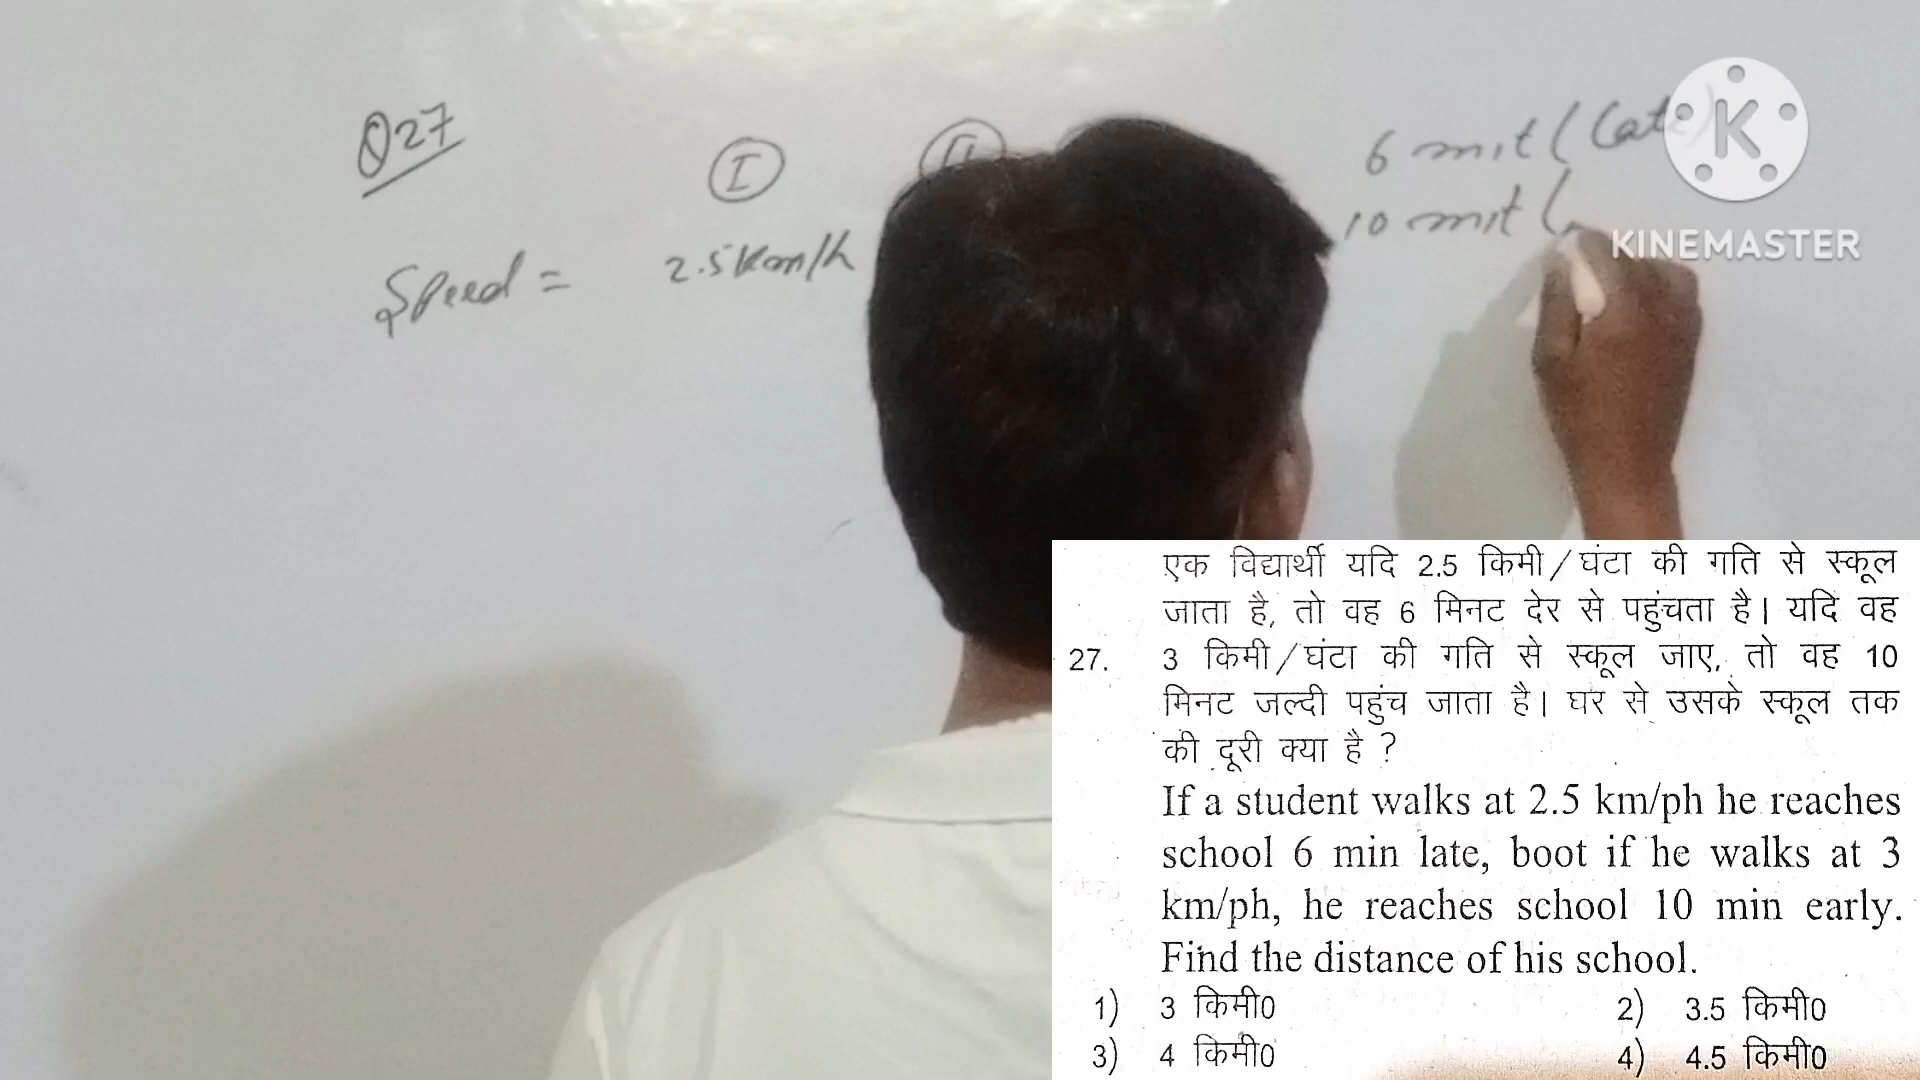 Q27
I
6 mit (Late)
10 mit (
Speed = 2.5 Km/h
K
KINEMASTER
एक विद्यार्थी यदि 2.5 किमी/घंटा की गति से स्कूल
जाता है, तो वह 6 मिनट देर से पहुंचता है। यदि वह
27. 3 किमी/घंटा की गति से स्कूल जाए, तो वह 10
मिनट जल्दी पहुंच जाता है। घर से उसके स्कूल तक
की दूरी क्या है ?
If a student walks at 2.5 km/ph he reaches
school 6 min late, boot if he walks at 3
km/ph, he reaches school 10 min early.
Find the distance of his school.
1) 3 किमी0 2) 3.5 किमी0
3) 4 किमी0 4) 4.5 किमी0